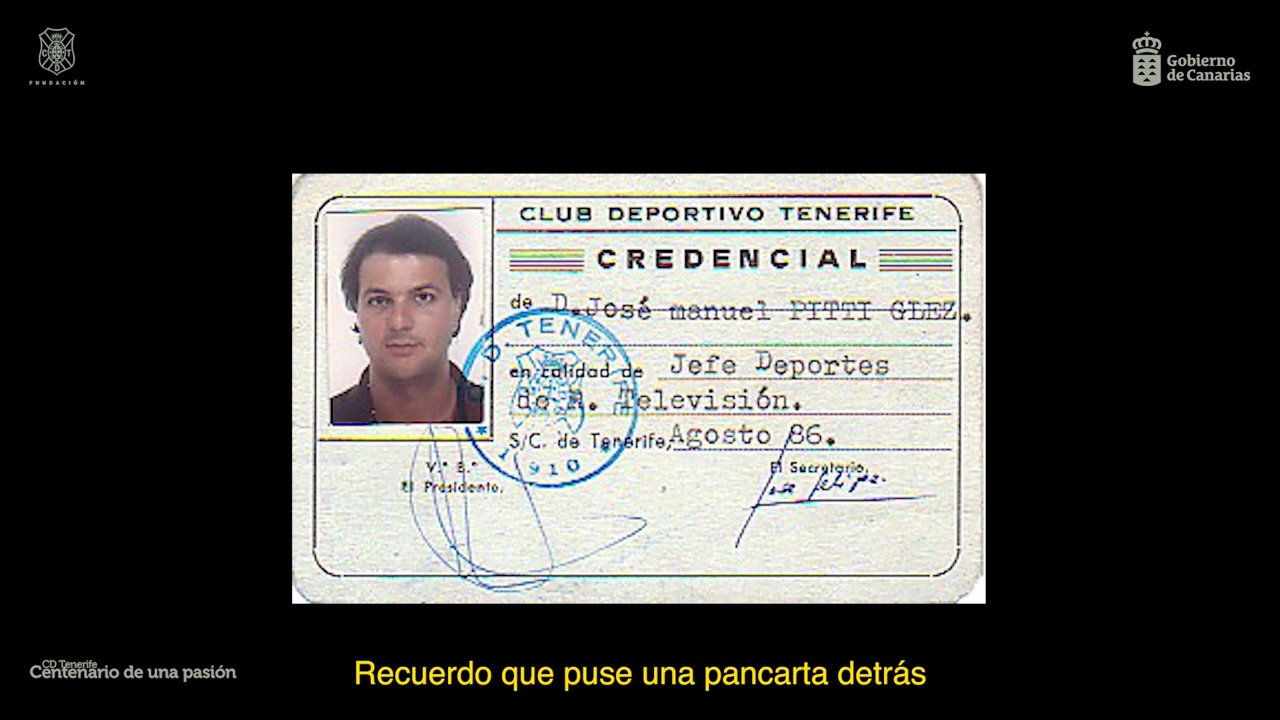 C T D
FUNDACIÓN
Gobierno
de Canarias
CLUB DEPORTIVO TENERIFE
CREDENCIAL
de D.José manuel PITTI GLEZ.
en calidad de Jefe Deportes
de A. Televisión.
S/C. de Tenerife, Agosto 86.
C. D. TENERIFE
* 1910 *
V.º B.º
El Presidente,
El Secretario,
CD Tenerife
Centenario de una pasión
Recuerdo que puse una pancarta detrás